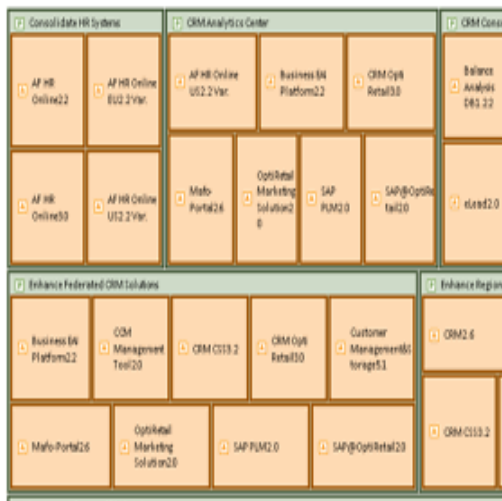 Consolidate HR Systems
AF HR
Online2.2
AF HR Online
EU2.2 Var.
AF HR
Online3.0
AF HR Online
US2.2 Var.
CRM Analytics Center
AF HR Online
US2.2 Var.
Business EAI
Platform2.2
CRM Opti
Retail3.0
Mafo-
Portal2.6
OptiRetail
Marketing
Solution2.
0
SAP
PLM2.0
SAP@OptiRe
tail2.0
CRM Consi
Balance
Analysis
DB1.2.2
eLead2.0
Enhance Federated CRM Solutions
Business EAI
Platform2.2
CCM
Management
Tool2.0
CRM CSS3.2
CRM Opti
Retail3.0
Customer
Management&S
torage5.1
Mafo-Portal2.6
OptiRetail
Marketing
Solution2.0
SAP PLM2.0
SAP@OptiRetail2.0
Enhance Region
CRM2.6
CRM CSS3.2